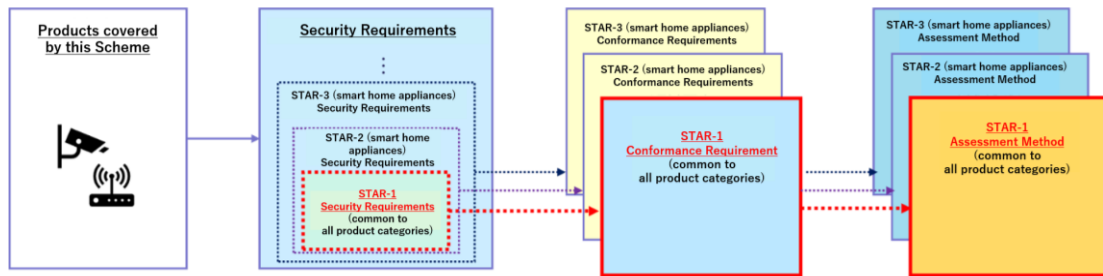 Products covered
by this Scheme
Security Requirements
⋮
STAR-3 (smart home appliances)
Security Requirements
STAR-2 (smart home
appliances)
Security Requirements
STAR-1
Security Requirements
(common to
all product categories)
STAR-3 (smart home appliances)
Conformance Requirements
STAR-2 (smart home appliances)
Conformance Requirements
STAR-1
Conformance Requirement
(common to
all product categories)
STAR-3 (smart home appliances)
Assessment Method
STAR-2 (smart home appliances)
Assessment Method
STAR-1
Assessment Method
(common to
all product categories)